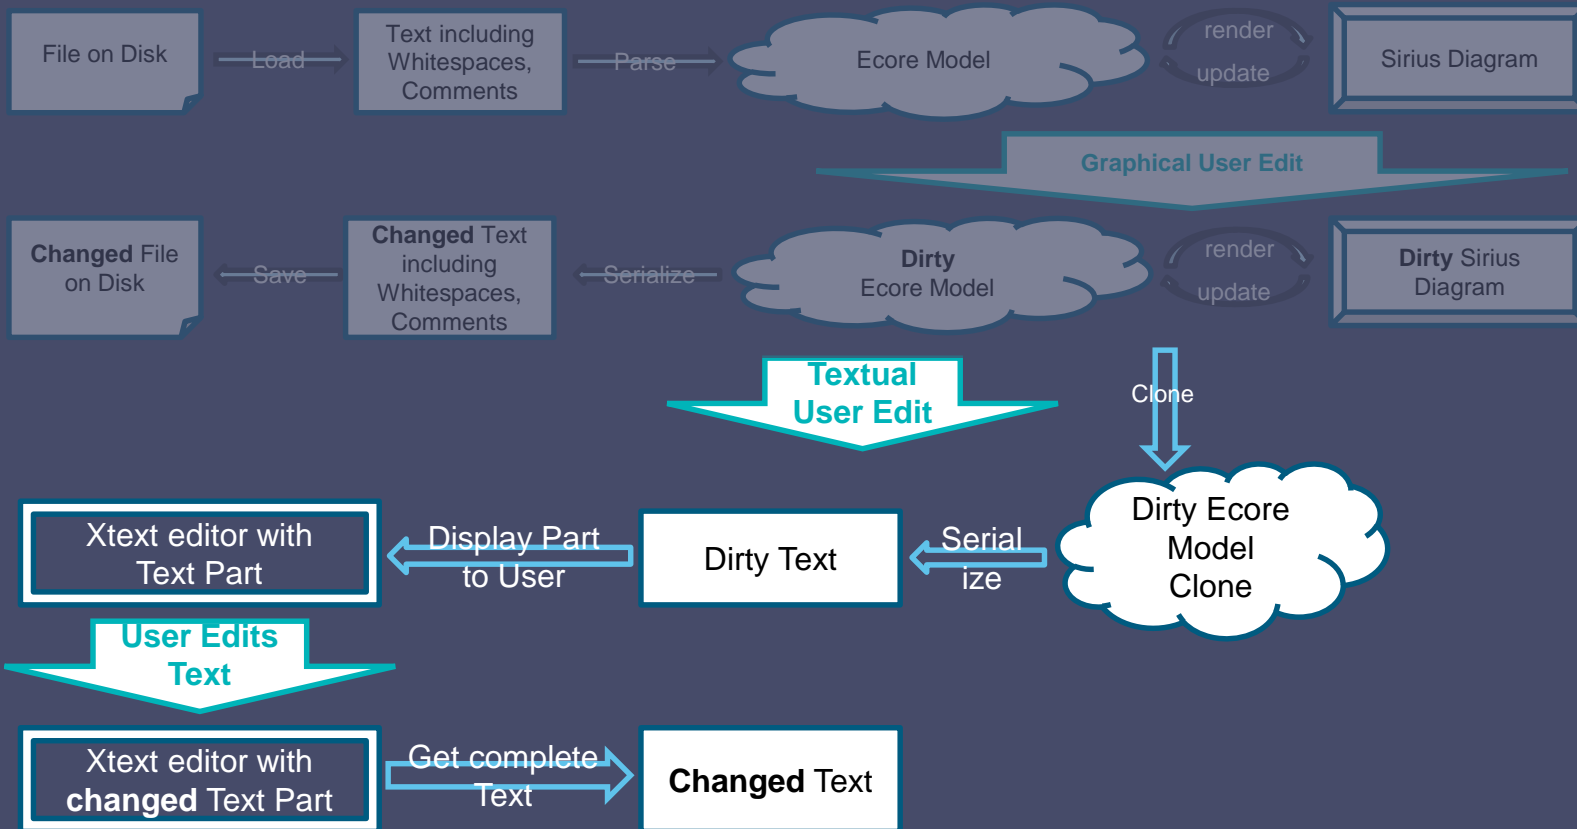 File on Disk
Load
Text including
Whitespaces,
Comments
Parse
Ecore Model
render
update
Sirius Diagram
Graphical User Edit
Changed File
on Disk
Save
Changed Text
including
Whitespaces,
Comments
Serialize
Dirty
Ecore Model
render
update
Dirty Sirius
Diagram
Textual
User Edit
Clone
Xtext editor with
Text Part
Display Part
to User
Dirty Text
Serial
ize
Dirty Ecore
Model
Clone
User Edits
Text
Xtext editor with
changed Text Part
Get complete
Text
Changed Text